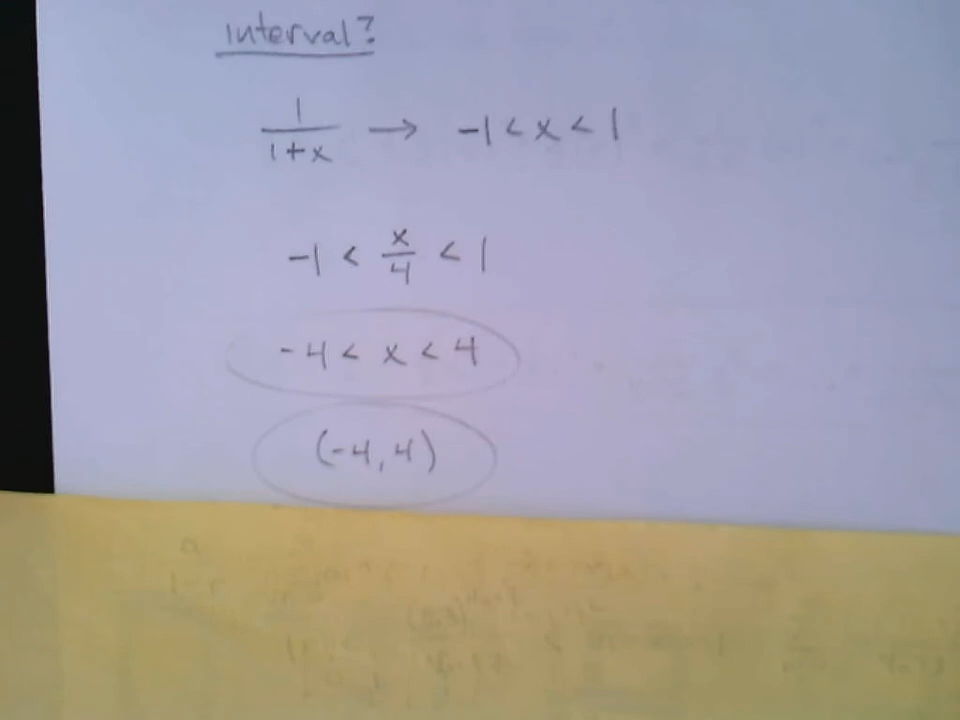 interval?
1/(1+x) → -1 < x < 1
-1 < x/4 < 1
-4 < x < 4
(-4, 4)